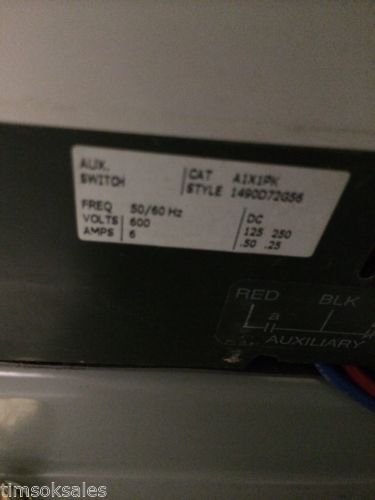 AUX. CAT A1X1PK
SWITCH STYLE 1490D72G56
FREQ 50/60 Hz DC
VOLTS 600 125 250
AMPS 6 .50 .25
RED BLK
a
AUXILIARY
timsoksales